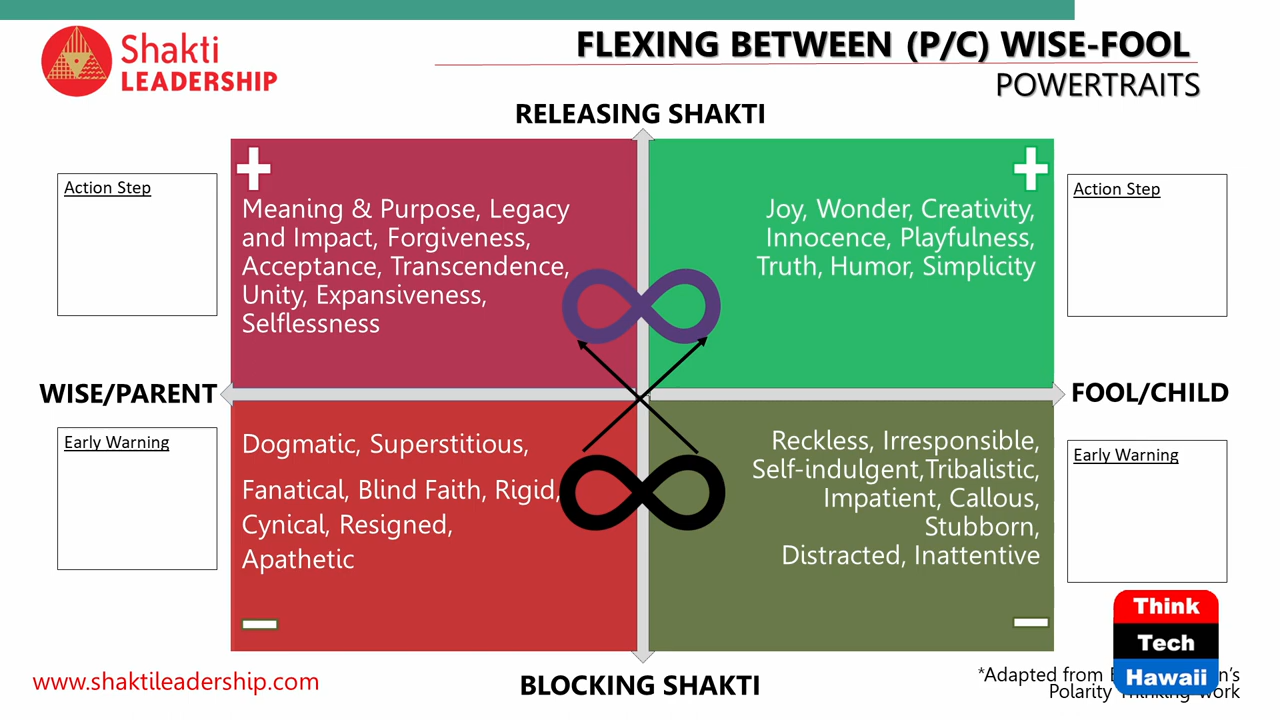 Shakti
LEADERSHIP
FLEXING BETWEEN (P/C) WISE-FOOL
POWERTRAITS
RELEASING SHAKTI
Action Step
Meaning & Purpose, Legacy
and Impact, Forgiveness,
Acceptance, Transcendence,
Unity, Expansiveness,
Selflessness
Joy, Wonder, Creativity,
Innocence, Playfulness,
Truth, Humor, Simplicity
Action Step
WISE/PARENT
FOOL/CHILD
Early Warning
Dogmatic, Superstitious,
Fanatical, Blind Faith, Rigid,
Cynical, Resigned,
Apathetic
Reckless, Irresponsible,
Self-indulgent,Tribalistic,
Impatient, Callous,
Stubborn,
Distracted, Inattentive
Early Warning
www.shaktileadership.com
BLOCKING SHAKTI
*Adapted from
Polarity Thinking work
Think
Tech
Hawaii